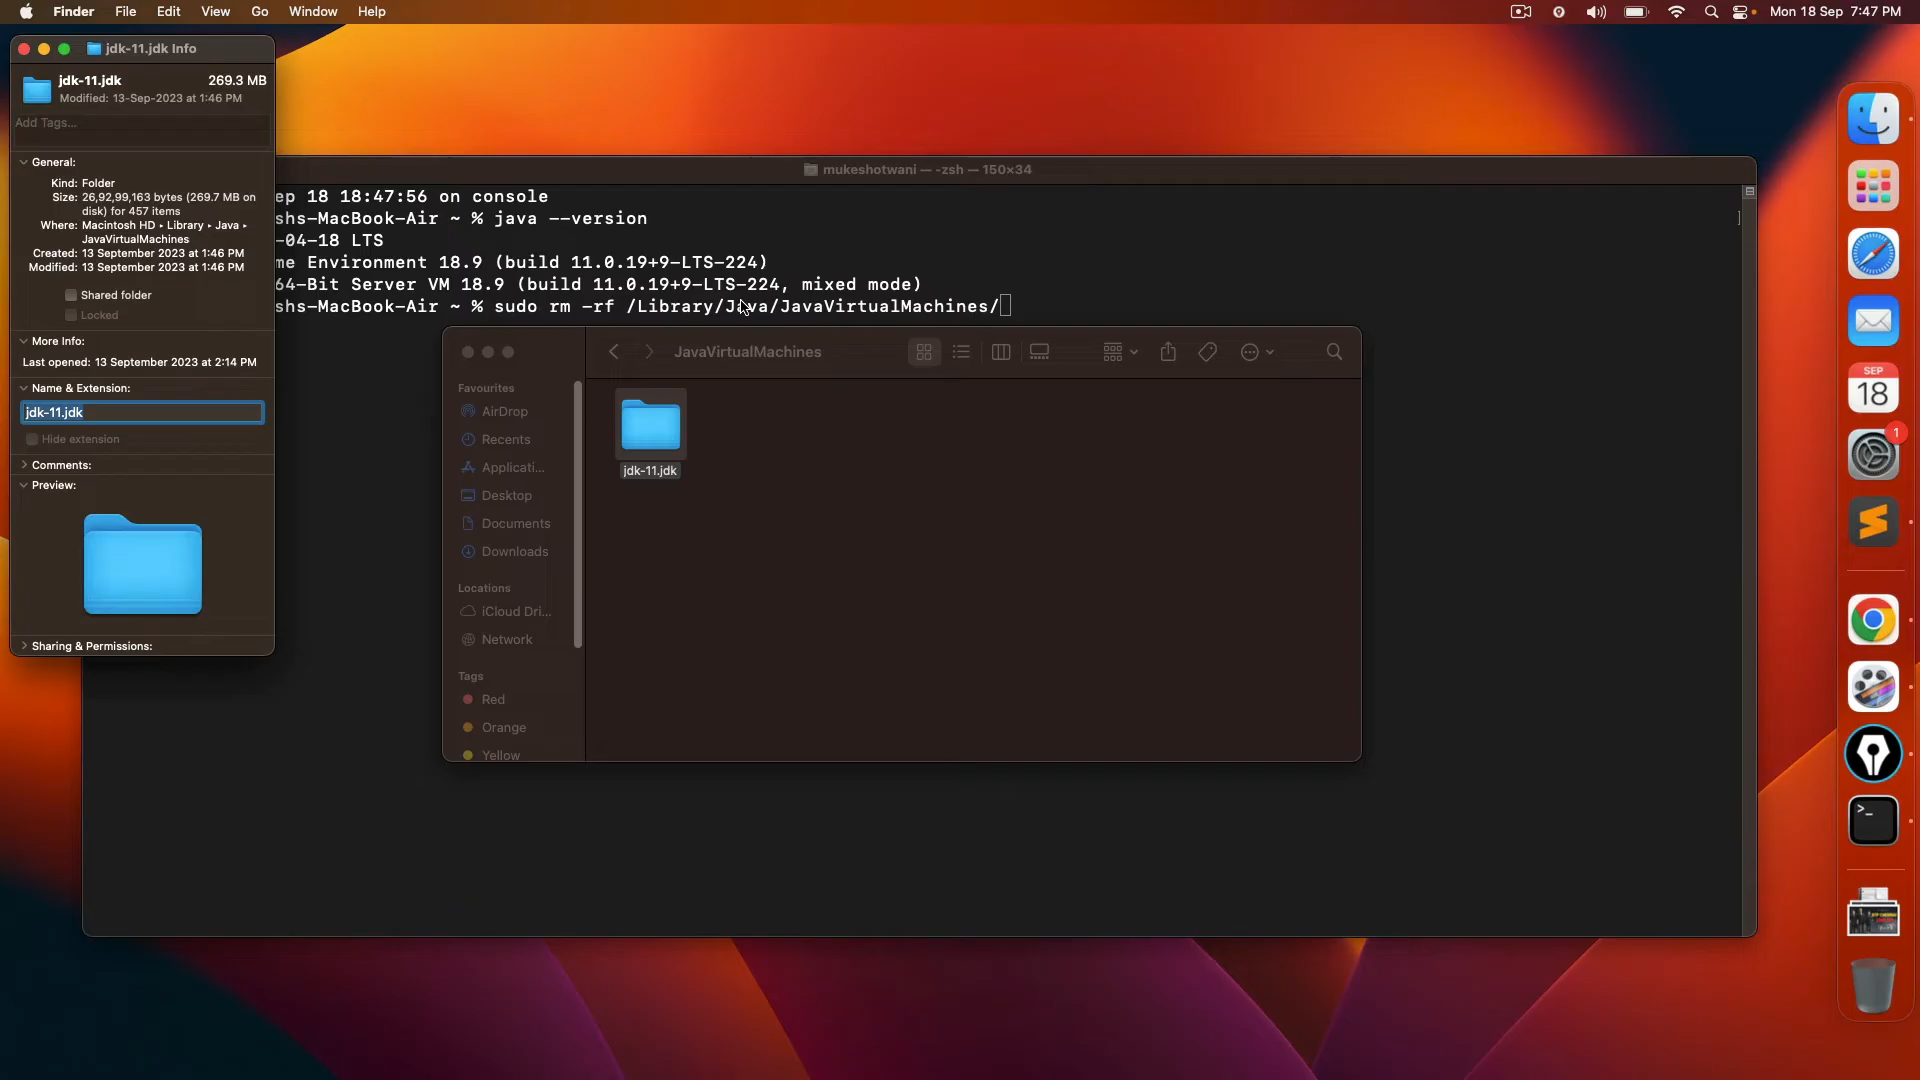 Finder File Edit View Go Window Help
Mon 18 Sep 7:47 PM
jdk-11.jdk Info
jdk-11.jdk 269.3 MB
Modified: 13-Sep-2023 at 1:46 PM
Add Tags...
General:
Kind: Folder
Size: 26,92,99,163 bytes (269.7 MB on
disk) for 457 items
Where: Macintosh HD ▸ Library ▸ Java ▸
JavaVirtualMachines
Created: 13 September 2023 at 1:46 PM
Modified: 13 September 2023 at 1:46 PM
Shared folder
Locked
More Info:
Last opened: 13 September 2023 at 2:14 PM
Name & Extension:
jdk-11.jdk
Hide extension
Comments:
Preview:
Sharing & Permissions:
mukeshotwani — -zsh — 150×34
ep 18 18:47:56 on console
shs-MacBook-Air ~ % java --version
-04-18 LTS
me Environment 18.9 (build 11.0.19+9-LTS-224)
64-Bit Server VM 18.9 (build 11.0.19+9-LTS-224, mixed mode)
shs-MacBook-Air ~ % sudo rm -rf /Library/Java/JavaVirtualMachines/
JavaVirtualMachines
Favourites
AirDrop
Recents
Applicati...
Desktop
Documents
Downloads
Locations
iCloud Dri...
Network
Tags
Red
Orange
Yellow
jdk-11.jdk
SEP
18
1
>_